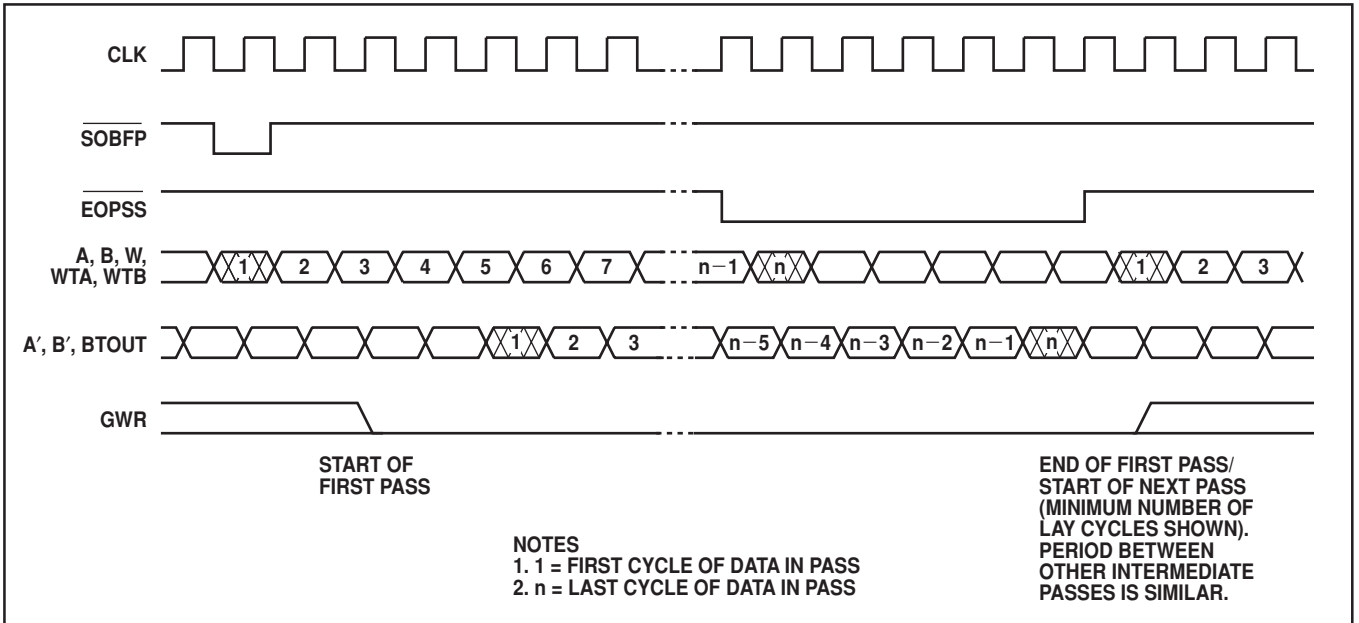 CLK
SOBFP
EOPSS
A, B, W,
WTA, WTB
1 2 3 4 5 6 7 n−1 n 1 2 3
A′, B′, BTOUT
1 2 3 n−5 n−4 n−3 n−2 n−1 n
GWR
START OF
FIRST PASS
NOTES
1. 1 = FIRST CYCLE OF DATA IN PASS
2. n = LAST CYCLE OF DATA IN PASS
END OF FIRST PASS/
START OF NEXT PASS
(MINIMUM NUMBER OF
LAY CYCLES SHOWN).
PERIOD BETWEEN
OTHER INTERMEDIATE
PASSES IS SIMILAR.